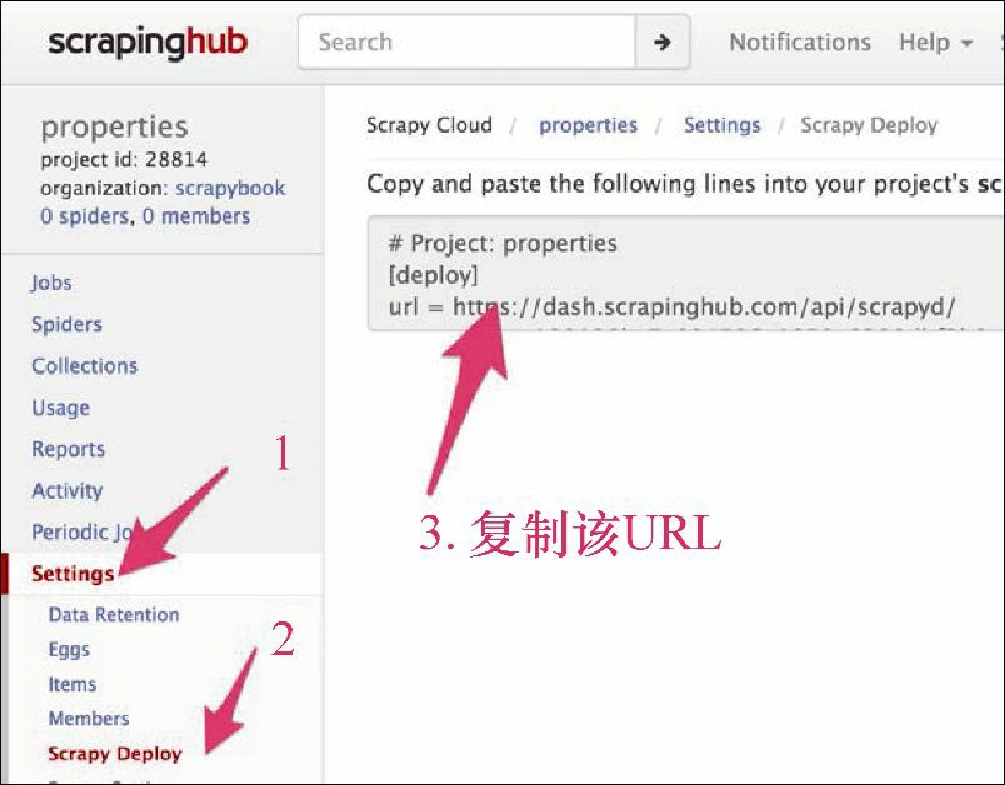 scrapinghub
Search
Notifications
Help
properties
project id: 28814
organization: scrapybook
0 spiders, 0 members
Jobs
Spiders
Collections
Usage
Reports
Activity
Periodic Jo
Settings
Data Retention
Eggs
Items
Members
Scrapy Deploy
Scrapy Cloud / properties / Settings / Scrapy Deploy
Copy and paste the following lines into your project's sc
# Project: properties
[deploy]
url = https://dash.scrapinghub.com/api/scrapyd/
1
2
3. 复制该URL